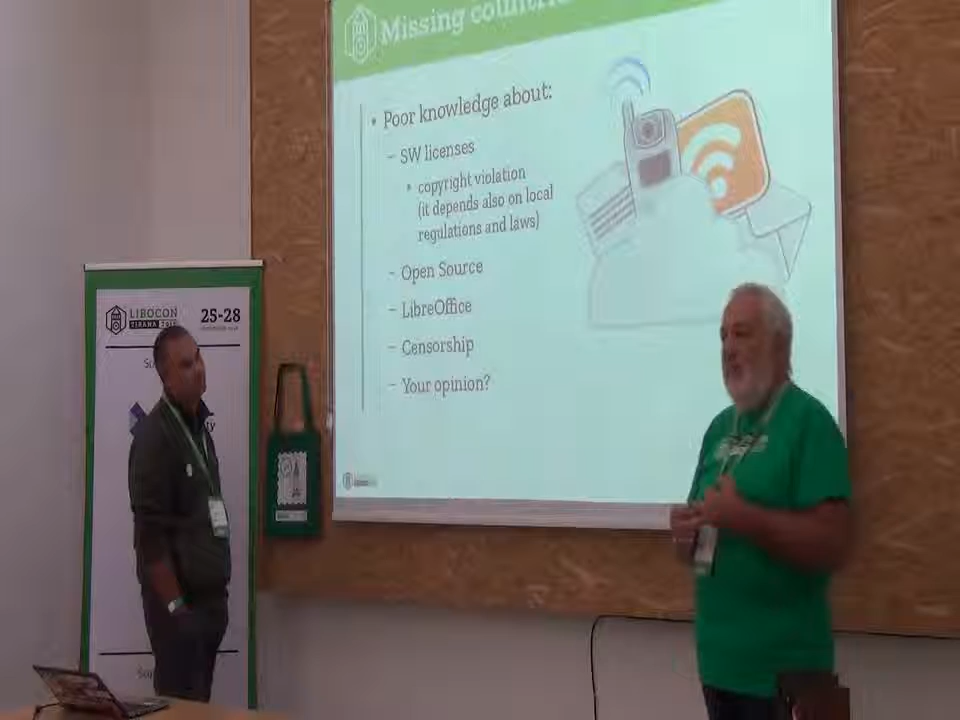 Missing countrie
• Poor knowledge about:
– SW licenses
• copyright violation
(it depends also on local
regulations and laws)
– Open Source
– LibreOffice
– Censorship
– Your opinion?
LIBOCON
TIRANA
25-28